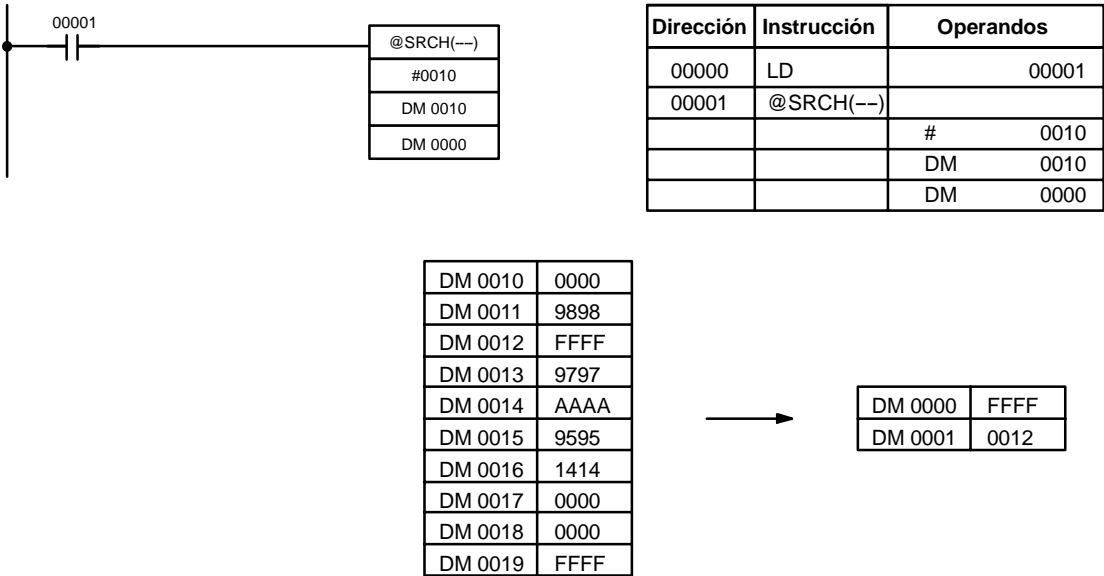 00001
@SRCH(–––)
#0010
DM 0010
DM 0000
Dirección Instrucción Operandos
00000 LD 00001
00001 @SRCH(––)
# 0010
DM 0010
DM 0000
DM 0010 0000
DM 0011 9898
DM 0012 FFFF
DM 0013 9797
DM 0014 AAAA
DM 0015 9595
DM 0016 1414
DM 0017 0000
DM 0018 0000
DM 0019 FFFF
DM 0000 FFFF
DM 0001 0012